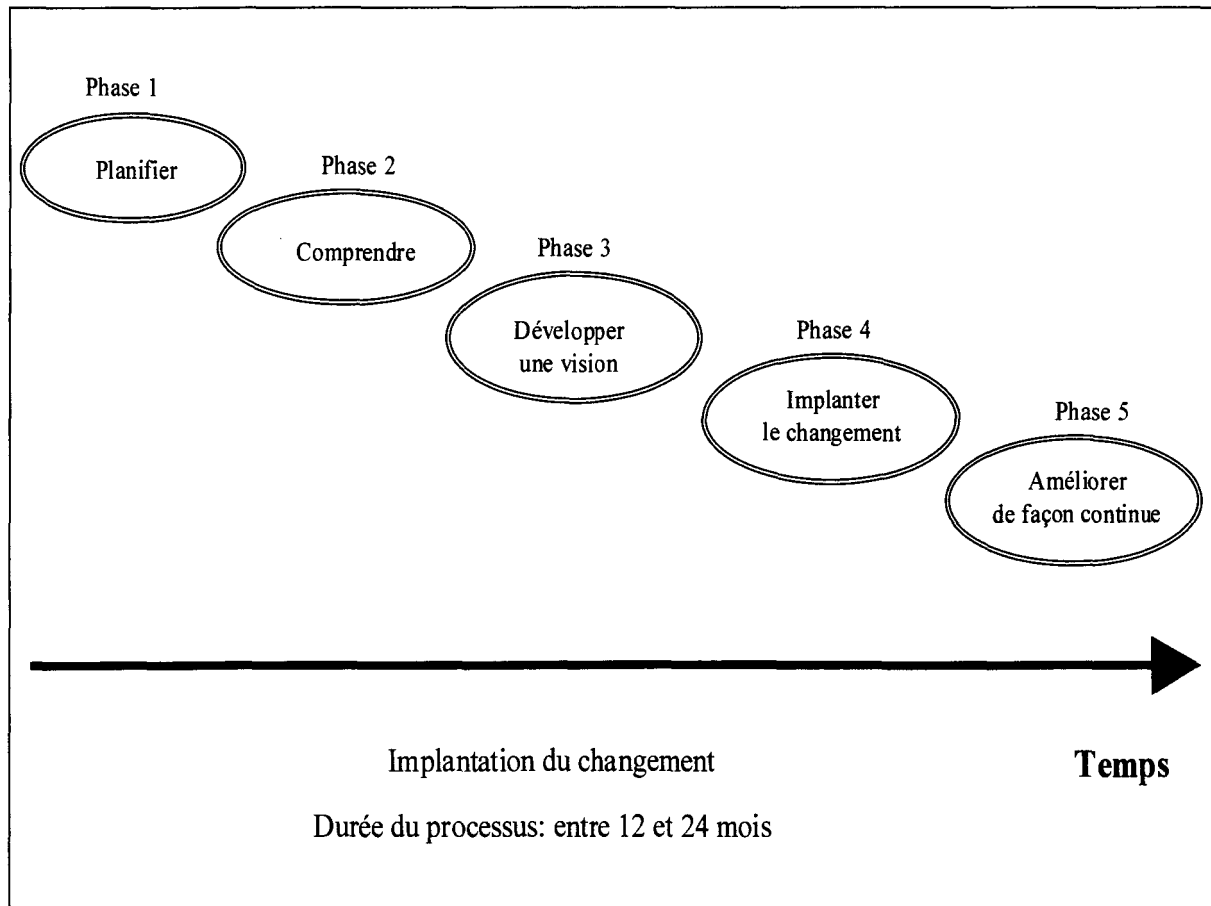 Phase 1
Planifier
Phase 2
Comprendre
Phase 3
Développer
une vision
Phase 4
Implanter
le changement
Phase 5
Améliorer
de façon continue
Implantation du changement
Temps
Durée du processus: entre 12 et 24 mois